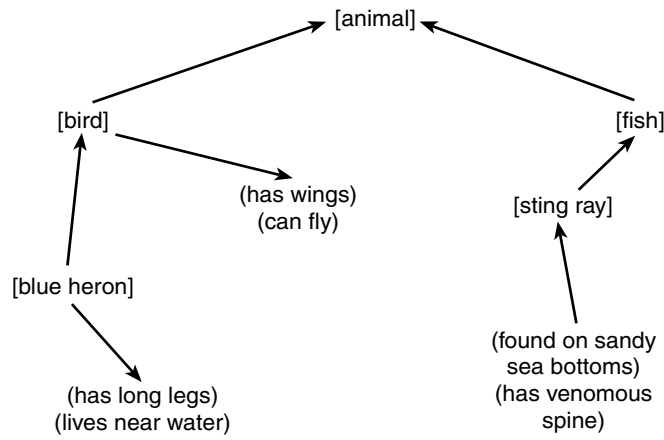 [animal]
[bird]
[fish]
(has wings)
(can fly)
[sting ray]
[blue heron]
(found on sandy
sea bottoms)
(has venomous
spine)
(has long legs)
(lives near water)